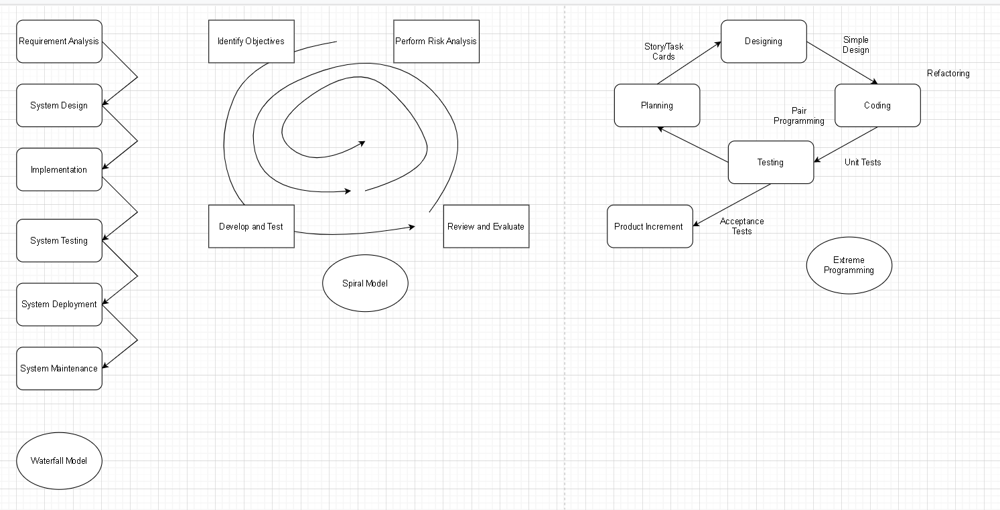 Requirement Analysis
System Design
Implementation
System Testing
System Deployment
System Maintenance
Waterfall Model
Identify Objectives
Perform Risk Analysis
Develop and Test
Review and Evaluate
Spiral Model
Designing
Story/Task
Cards
Simple
Design
Refactoring
Planning
Coding
Pair
Programming
Testing
Unit Tests
Product Increment
Acceptance
Tests
Extreme
Programming